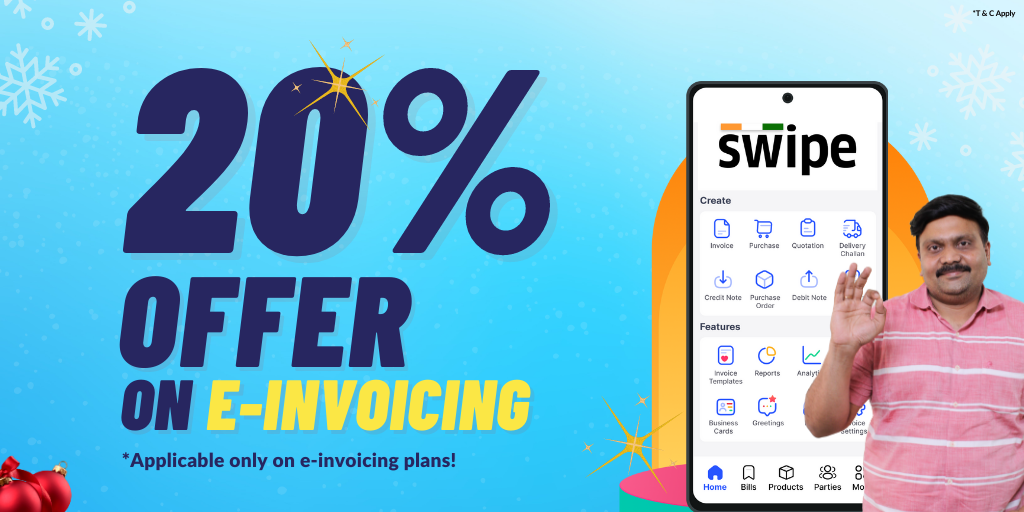 *T & C Apply
20%
OFFER
ON E-INVOICING
*Applicable only on e-invoicing plans!
swipe
Create
Invoice Purchase Quotation Delivery Challan
Credit Note Purchase Order Debit Note
Features
Invoice Templates Reports
Business Cards Greetings Settings
Home Bills Products Parties